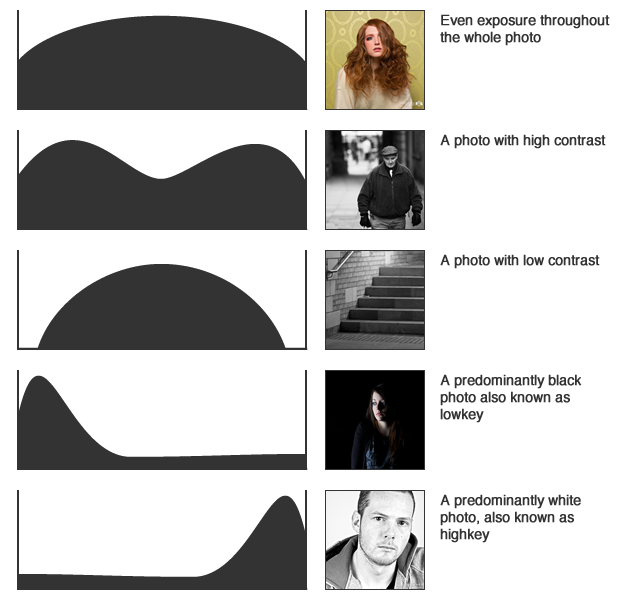 Even exposure throughout
the whole photo
A photo with high contrast
A photo with low contrast
A predominantly black
photo also known as
lowkey
A predominantly white
photo, also known as
highkey